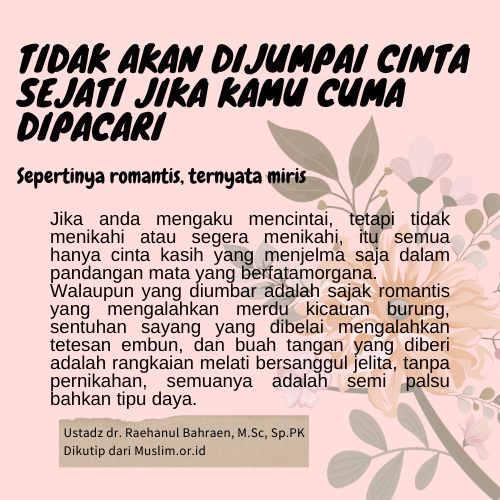 TIDAK AKAN DIJUMPAI CINTA
SEJATI JIKA KAMU CUMA
DIPACARI
Sepertinya romantis, ternyata miris
Jika anda mengaku mencintai, tetapi tidak
menikahi atau segera menikahi, itu semua
hanya cinta kasih yang menjelma saja dalam
pandangan mata yang berfatamorgana.
Walaupun yang diumbar adalah sajak romantis
yang mengalahkan merdu kicauan burung,
sentuhan sayang yang dibelai mengalahkan
tetesan embun, dan buah tangan yang diberi
adalah rangkaian melati bersanggul jelita, tanpa
pernikahan, semuanya adalah semi palsu
bahkan tipu daya.
Ustadz dr. Raehanul Bahraen, M.Sc, Sp.PK
Dikutip dari Muslim.or.id